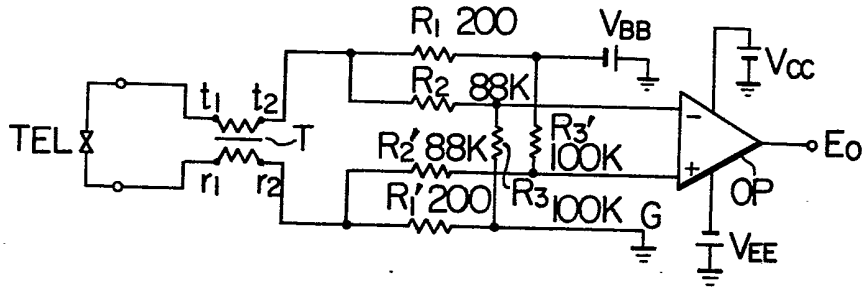 R1 200
VBB
VCC
R2 88K
t1 t2
TEL
T
R3'
100K
R2' 88K
r1 r2
R3
R1' 200
100K
G
OP
E0
VEE
−
+